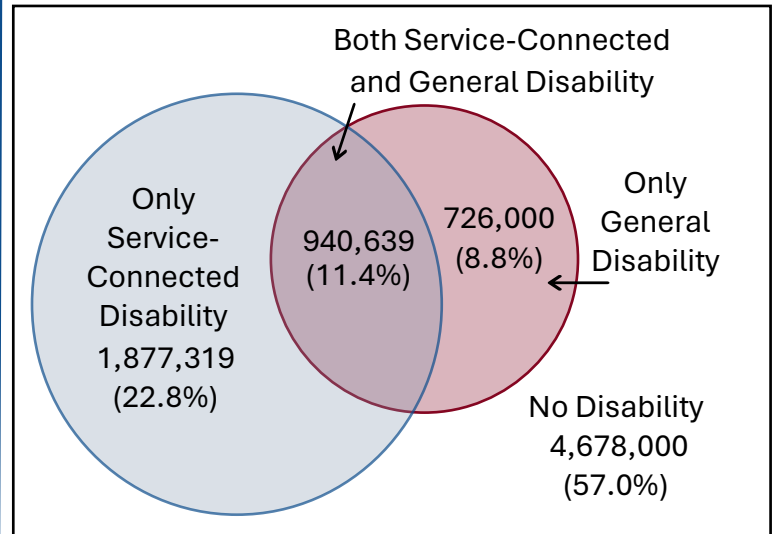 Both Service-Connected
and General Disability
Only
Service-
Connected
Disability
1,877,319
(22.8%)
940,639
(11.4%)
726,000
(8.8%)
Only
General
Disability
No Disability
4,678,000
(57.0%)